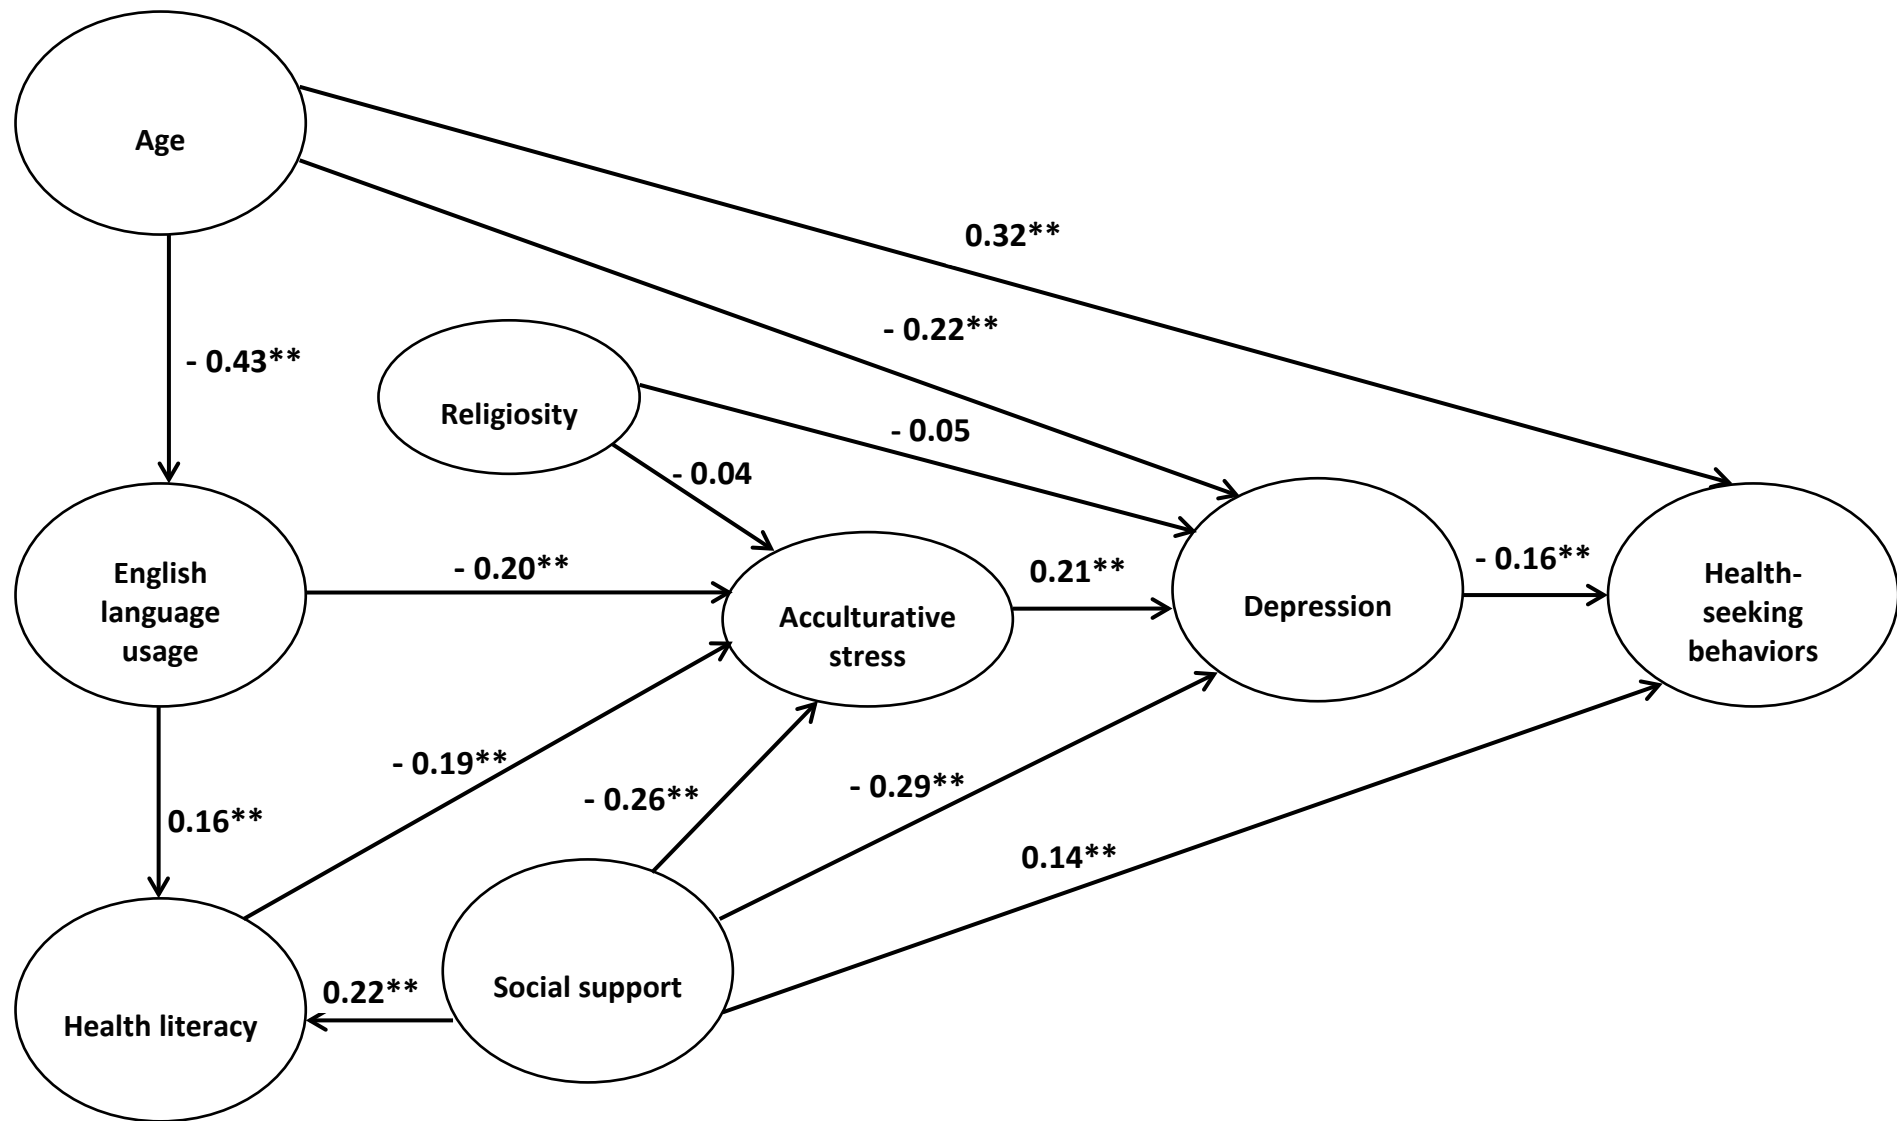 Age
0.32**
- 0.22**
- 0.43**
Religiosity
- 0.05
- 0.04
English
language
usage
- 0.20**
Acculturative
stress
0.21**
Depression
- 0.16**
Health-
seeking
behaviors
- 0.19**
- 0.26**
- 0.29**
0.16**
0.14**
Health literacy
0.22**
Social support